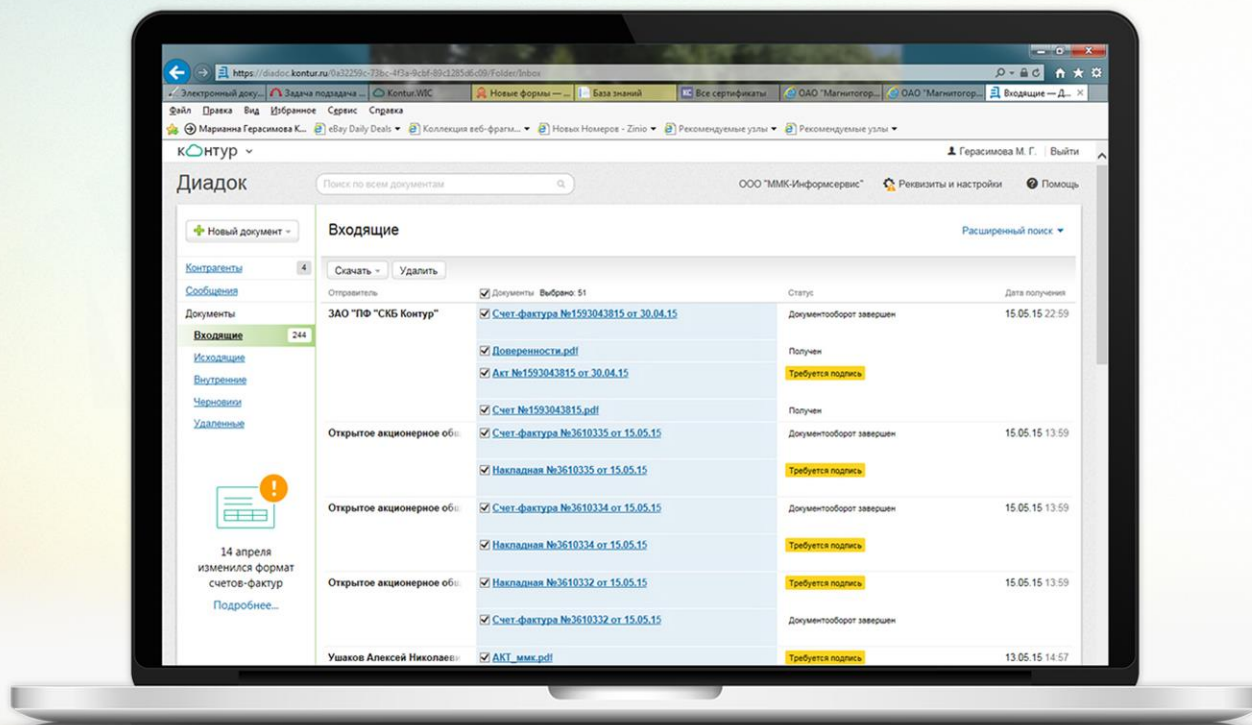 https://diadoc.kontur.ru/0a32259c-73bc-4f3a-9cbf-89c1285d6c09/Folder/Inbox
Электронный доку... Задача подзадача ... Kontur.WIC Новые формы — ... База знаний Все сертификаты ОАО "Магнитогор... ОАО "Магнитогор... Входящие — Д...
Файл Правка Вид Избранное Сервис Справка
Марианна Герасимова К... eBay Daily Deals Коллекция веб-фрагм... Новых Номеров - Zinio Рекомендуемые узлы Рекомендуемые узлы
контур Герасимова М. Г. Выйти
Диадок Поиск по всем документам ООО "ММК-Информсервис" Реквизиты и настройки Помощь
Новый документ Входящие Расширенный поиск
Контрагенты 4 Скачать Удалить
Сообщения Отправитель Документы Выбрано: 51 Статус Дата получения
Документы ЗАО "ПФ "СКБ Контур" Счет-фактура №1593043815 от 30.04.15 Документооборот завершен 15.05.15 22:59
Входящие 244
Исходящие Доверенности.pdf Получен
Внутренние Акт №1593043815 от 30.04.15 Требуется подпись
Черновики Счет №1593043815.pdf Получен
Удаленные
Открытое акционерное общ Счет-фактура №3610335 от 15.05.15 Документооборот завершен 15.05.15 13:59
Накладная №3610335 от 15.05.15 Требуется подпись
Открытое акционерное общ Счет-фактура №3610334 от 15.05.15 Документооборот завершен 15.05.15 13:59
Накладная №3610334 от 15.05.15 Требуется подпись
14 апреля
изменился формат
счетов-фактур
Подробнее...
Открытое акционерное общ Накладная №3610332 от 15.05.15 Требуется подпись 15.05.15 13:59
Счет-фактура №3610332 от 15.05.15 Документооборот завершен
Ушаков Алексей Николаеви АКТ_ммк.pdf Требуется подпись 13.05.15 14:57